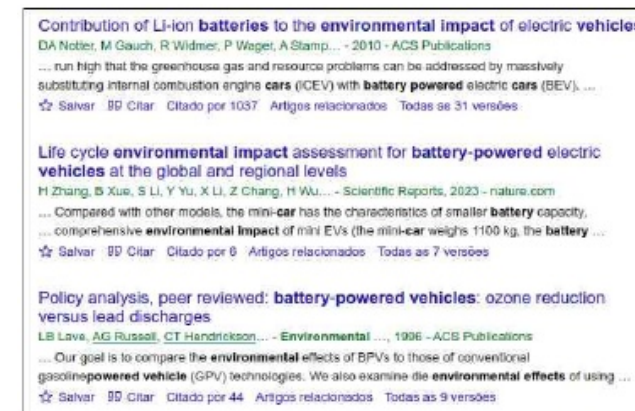 Contribution of Li-ion batteries to the environmental impact of electric vehicles
DA Notter, M Gauch, R Widmer, P Wager, A Stamp... - 2010 - ACS Publications
... run high that the greenhouse gas and resource problems can be addressed by massively
substituting internal combustion engine cars (ICEV) with battery powered electric cars (BEV). ...
☆ Salvar 99 Citar Citado por 1037 Artigos relacionados Todas as 31 versões
Life cycle environmental impact assessment for battery-powered electric
vehicles at the global and regional levels
H Zhang, B Xue, S Li, Y Yu, X Li, Z Chang, H Wu... - Scientific Reports, 2023 - nature.com
... Compared with other models, the mini-car has the characteristics of smaller battery capacity,
... comprehensive environmental impact of mini EVs (the mini-car weighs 1100 kg, the battery ...
☆ Salvar 99 Citar Citado por 6 Artigos relacionados Todas as 7 versões
Policy analysis, peer reviewed: battery-powered vehicles: ozone reduction
versus lead discharges
LB Lave, AG Russell, CT Hendrickson... - Environmental ..., 1996 - ACS Publications
... Our goal is to compare the environmental effects of BPVs to those of conventional
gasolinepowered vehicle (GPV) technologies. We also examine die environmental effects of using ...
☆ Salvar 99 Citar Citado por 44 Artigos relacionados Todas as 9 versões